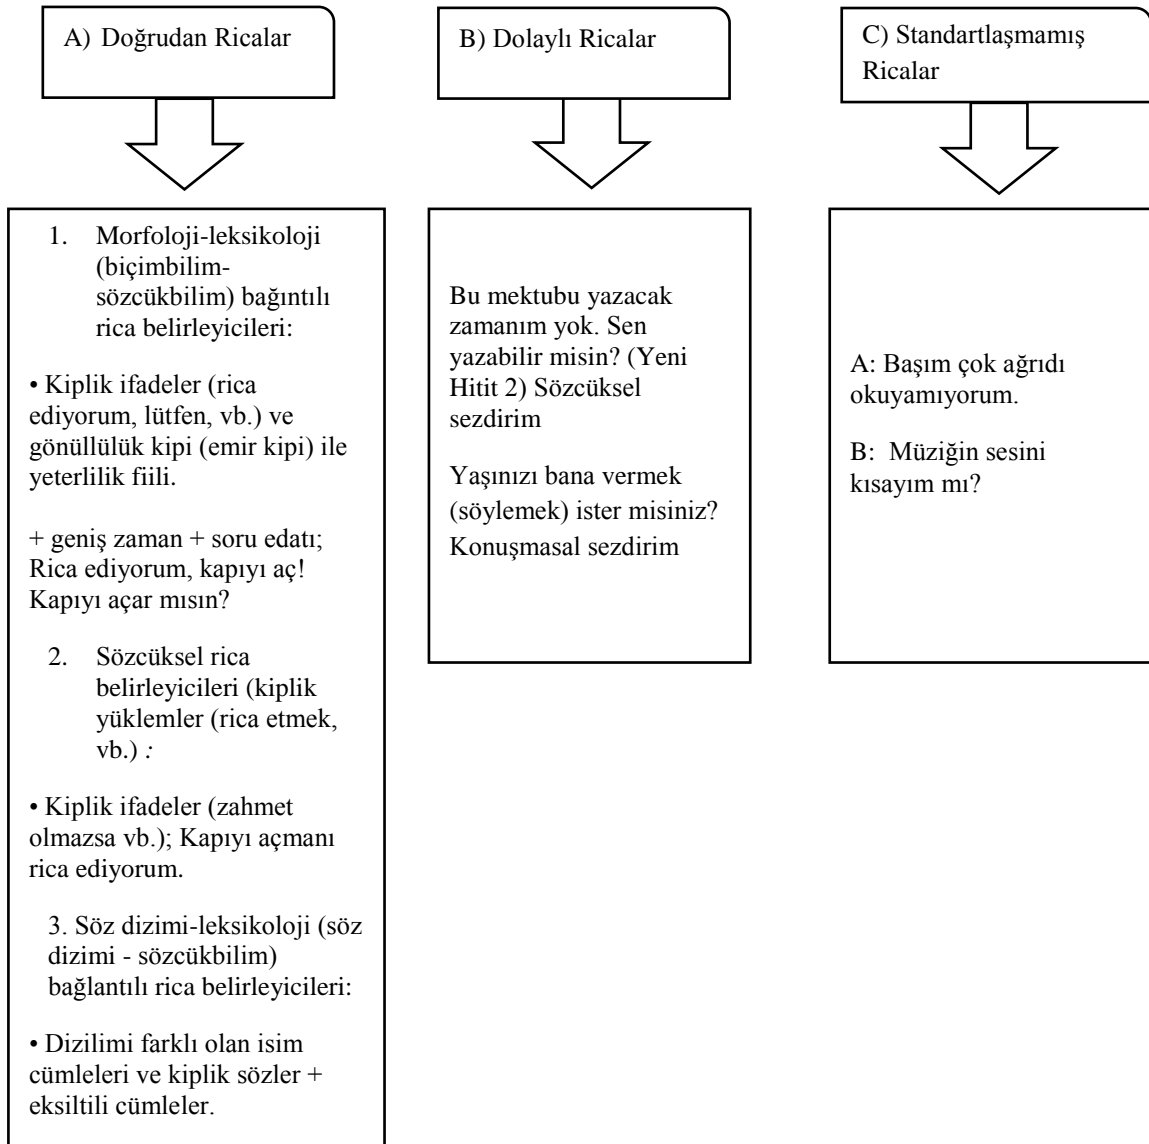 A) Doğrudan Ricalar
B) Dolaylı Ricalar
C) Standartlaşmamış
Ricalar
1. Morfoloji-leksikoloji
(biçimbilim-
sözcükbilim) bağıntılı
rica belirleyicileri:
• Kiplik ifadeler (rica
ediyorum, lütfen, vb.) ve
gönüllülük kipi (emir kipi) ile
yeterlilik fiili.
+ geniş zaman + soru edatı;
Rica ediyorum, kapıyı aç!
Kapıyı açar mısın?
2. Sözcüksel rica
belirleyicileri (kiplik
yüklemler (rica etmek,
vb.) :
• Kiplik ifadeler (zahmet
olmazsa vb.); Kapıyı açmanı
rica ediyorum.
3. Söz dizimi-leksikoloji (söz
dizimi - sözcükbilim)
bağlantılı rica belirleyicileri:
• Dizilimi farklı olan isim
cümleleri ve kiplik sözler +
eksiltili cümleler.
Bu mektubu yazacak
zamanım yok. Sen
yazabilir misin? (Yeni
Hitit 2) Sözcüksel
sezdirim
Yaşınızı bana vermek
(söylemek) ister misiniz?
Konuşmasal sezdirim
A: Başım çok ağrıdı
okuyamıyorum.
B: Müziğin sesini
kısayım mı?